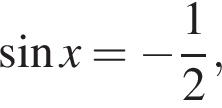 sin x = −1/2,